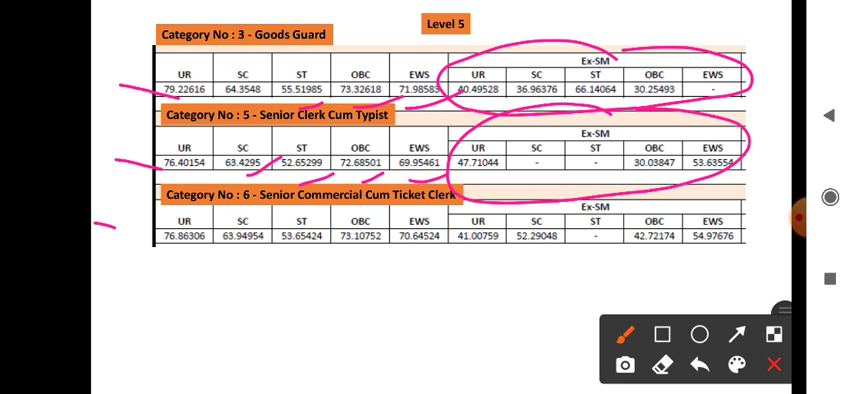 Level 5
Category No : 3 - Goods Guard
Ex-SM
UR SC ST OBC EWS UR SC ST OBC EWS
79.22616 64.3548 55.51985 73.32618 71.98583 40.49528 36.96376 66.14064 30.25493 -
Category No : 5 - Senior Clerk Cum Typist
Ex-SM
UR SC ST OBC EWS UR SC ST OBC EWS
76.40154 63.4295 52.65299 72.68501 69.95461 47.71044 - - 30.03847 53.63554
Category No : 6 - Senior Commercial Cum Ticket Clerk
Ex-SM
UR SC ST OBC EWS UR SC ST OBC EWS
76.86306 63.94954 53.65424 73.10752 70.64524 41.00759 52.29048 - 42.72174 54.97676